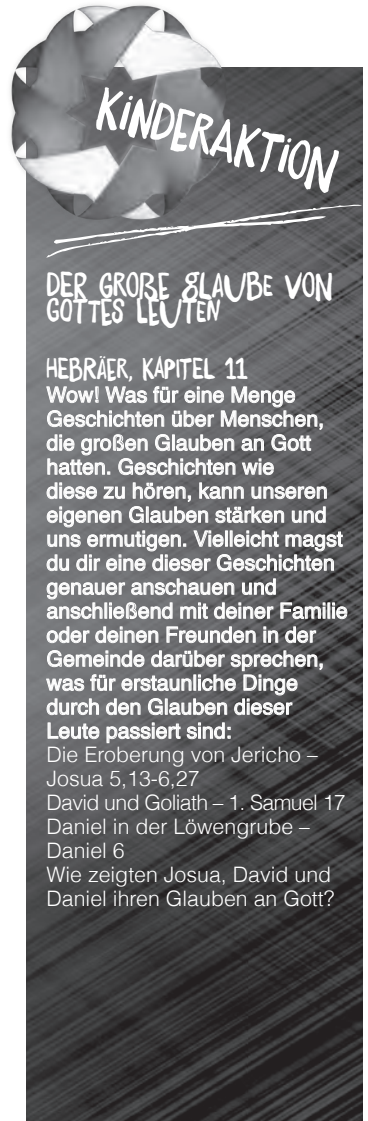 KINDERAKTION
DER GROßE GLAUBE VON
GOTTES LEUTEN
HEBRÄER, KAPITEL 11
Wow! Was für eine Menge
Geschichten über Menschen,
die großen Glauben an Gott
hatten. Geschichten wie
diese zu hören, kann unseren
eigenen Glauben stärken und
uns ermutigen. Vielleicht magst
du dir eine dieser Geschichten
genauer anschauen und
anschließend mit deiner Familie
oder deinen Freunden in der
Gemeinde darüber sprechen,
was für erstaunliche Dinge
durch den Glauben dieser
Leute passiert sind:
Die Eroberung von Jericho –
Josua 5,13-6,27
David und Goliath – 1. Samuel 17
Daniel in der Löwengrube –
Daniel 6
Wie zeigten Josua, David und
Daniel ihren Glauben an Gott?